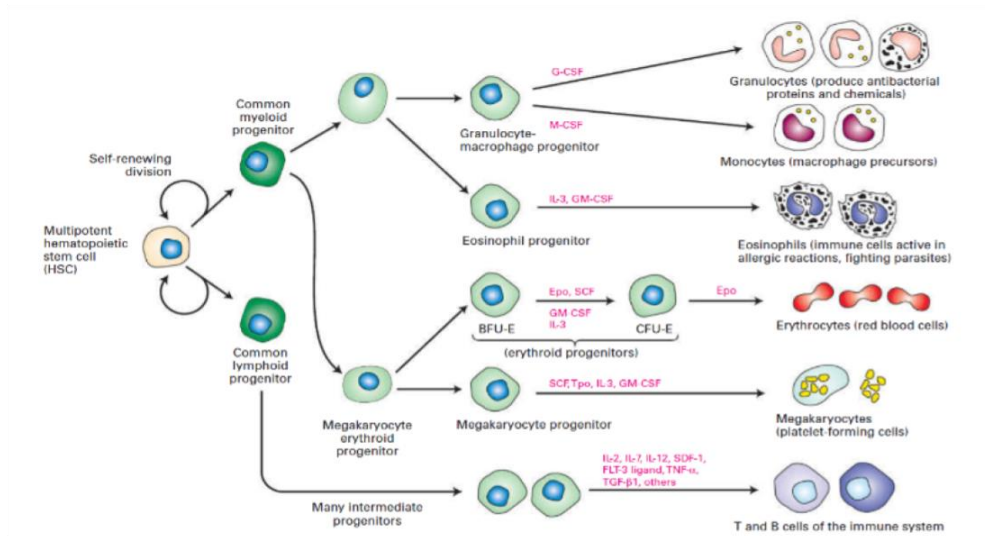 G-CSF
Granulocytes (produce antibacterial
proteins and chemicals)
Common
myeloid
progenitor
M-CSF
Granulocyte-
macrophage progenitor
Monocytes (macrophage precursors)
Self-renewing
division
Multipotent
hematopoietic
stem cell
(HSC)
IL-3, GM-CSF
Eosinophil progenitor
Eosinophils (immune cells active in
allergic reactions, fighting parasites)
Epo, SCF
GM CSF
IL-3
Epo
BFU-E
CFU-E
(erythroid progenitors)
Erythrocytes (red blood cells)
Common
lymphoid
progenitor
SCF, Tpo, IL 3, GM-CSF
Megakaryocyte
erythroid
progenitor
Megakaryocyte progenitor
Megakaryocytes
(platelet-forming cells)
IL-2, IL-7, IL-12, SDF-1,
FLT-3 ligand, TNF-α,
TGF-β1, others
Many intermediate
progenitors
T and B cells of the immune system